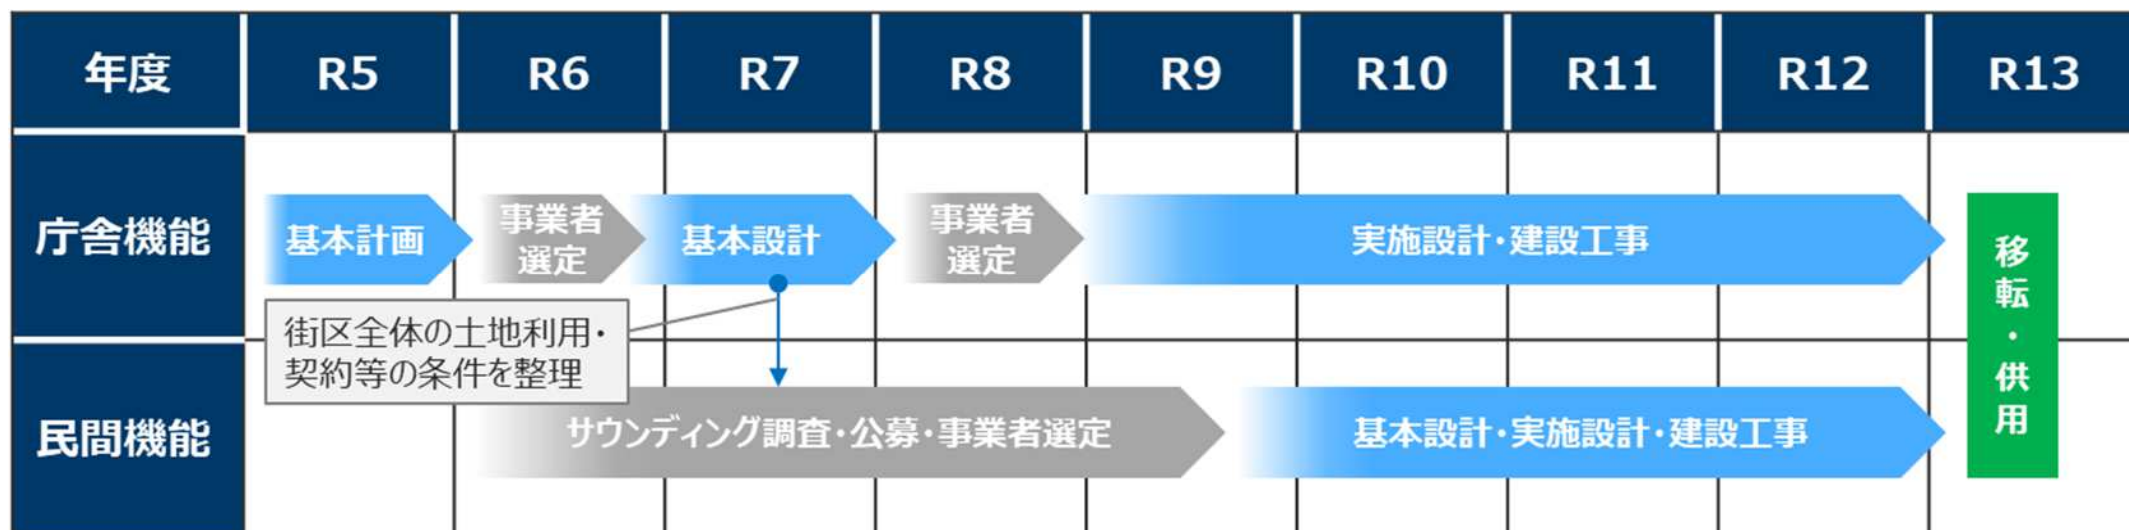 年度 R5 R6 R7 R8 R9 R10 R11 R12 R13
庁舎機能
基本計画
事業者
選定
基本設計
事業者
選定
実施設計・建設工事
移転・供用
街区全体の土地利用・
契約等の条件を整理
民間機能
サウンディング調査・公募・事業者選定
基本設計・実施設計・建設工事